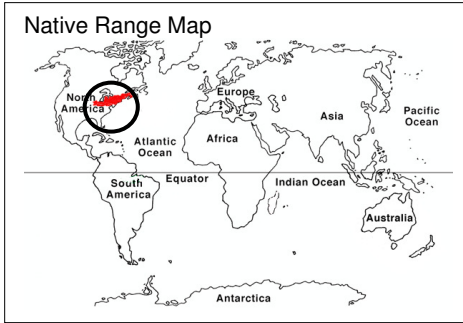 Native Range Map
North
America
Europe
Asia
Pacific
Ocean
Atlantic
Ocean
Africa
Equator
Indian Ocean
South
America
Australia
Antarctica